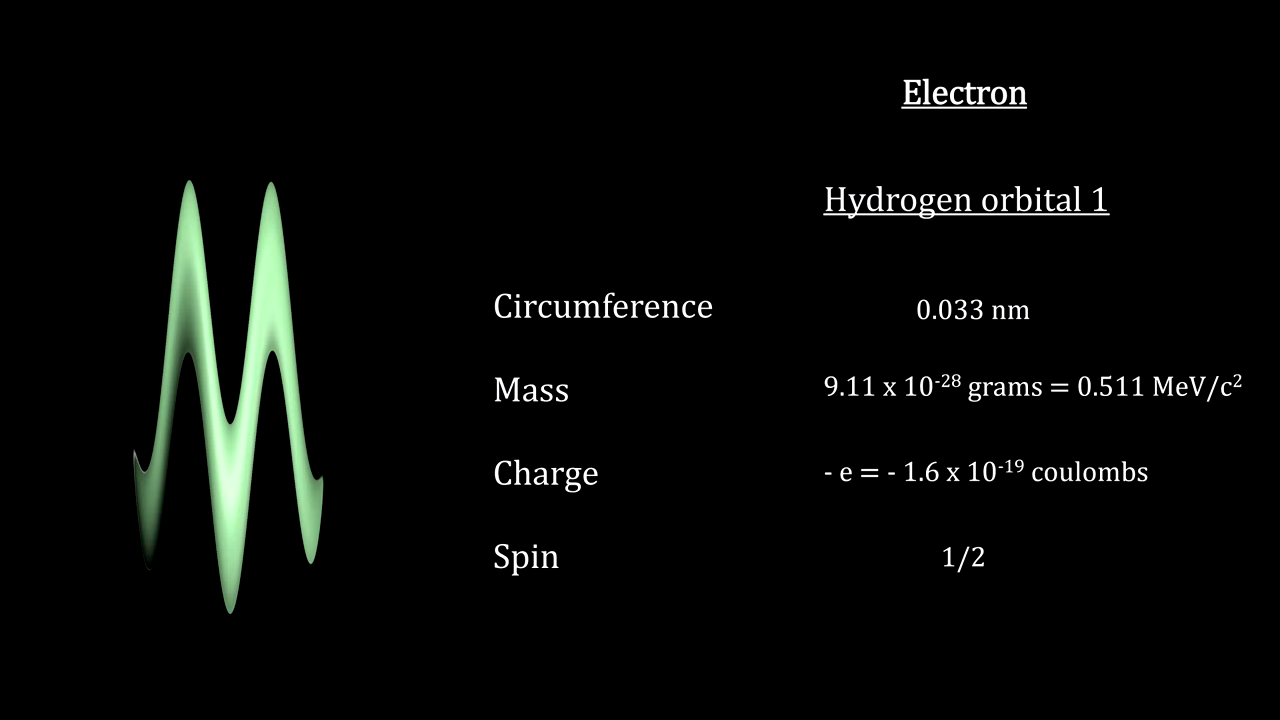 Electron
Hydrogen orbital 1
Circumference 0.033 nm
Mass 9.11 x 10⁻²⁸ grams = 0.511 MeV/c²
Charge - e = - 1.6 x 10⁻¹⁹ coulombs
Spin 1/2